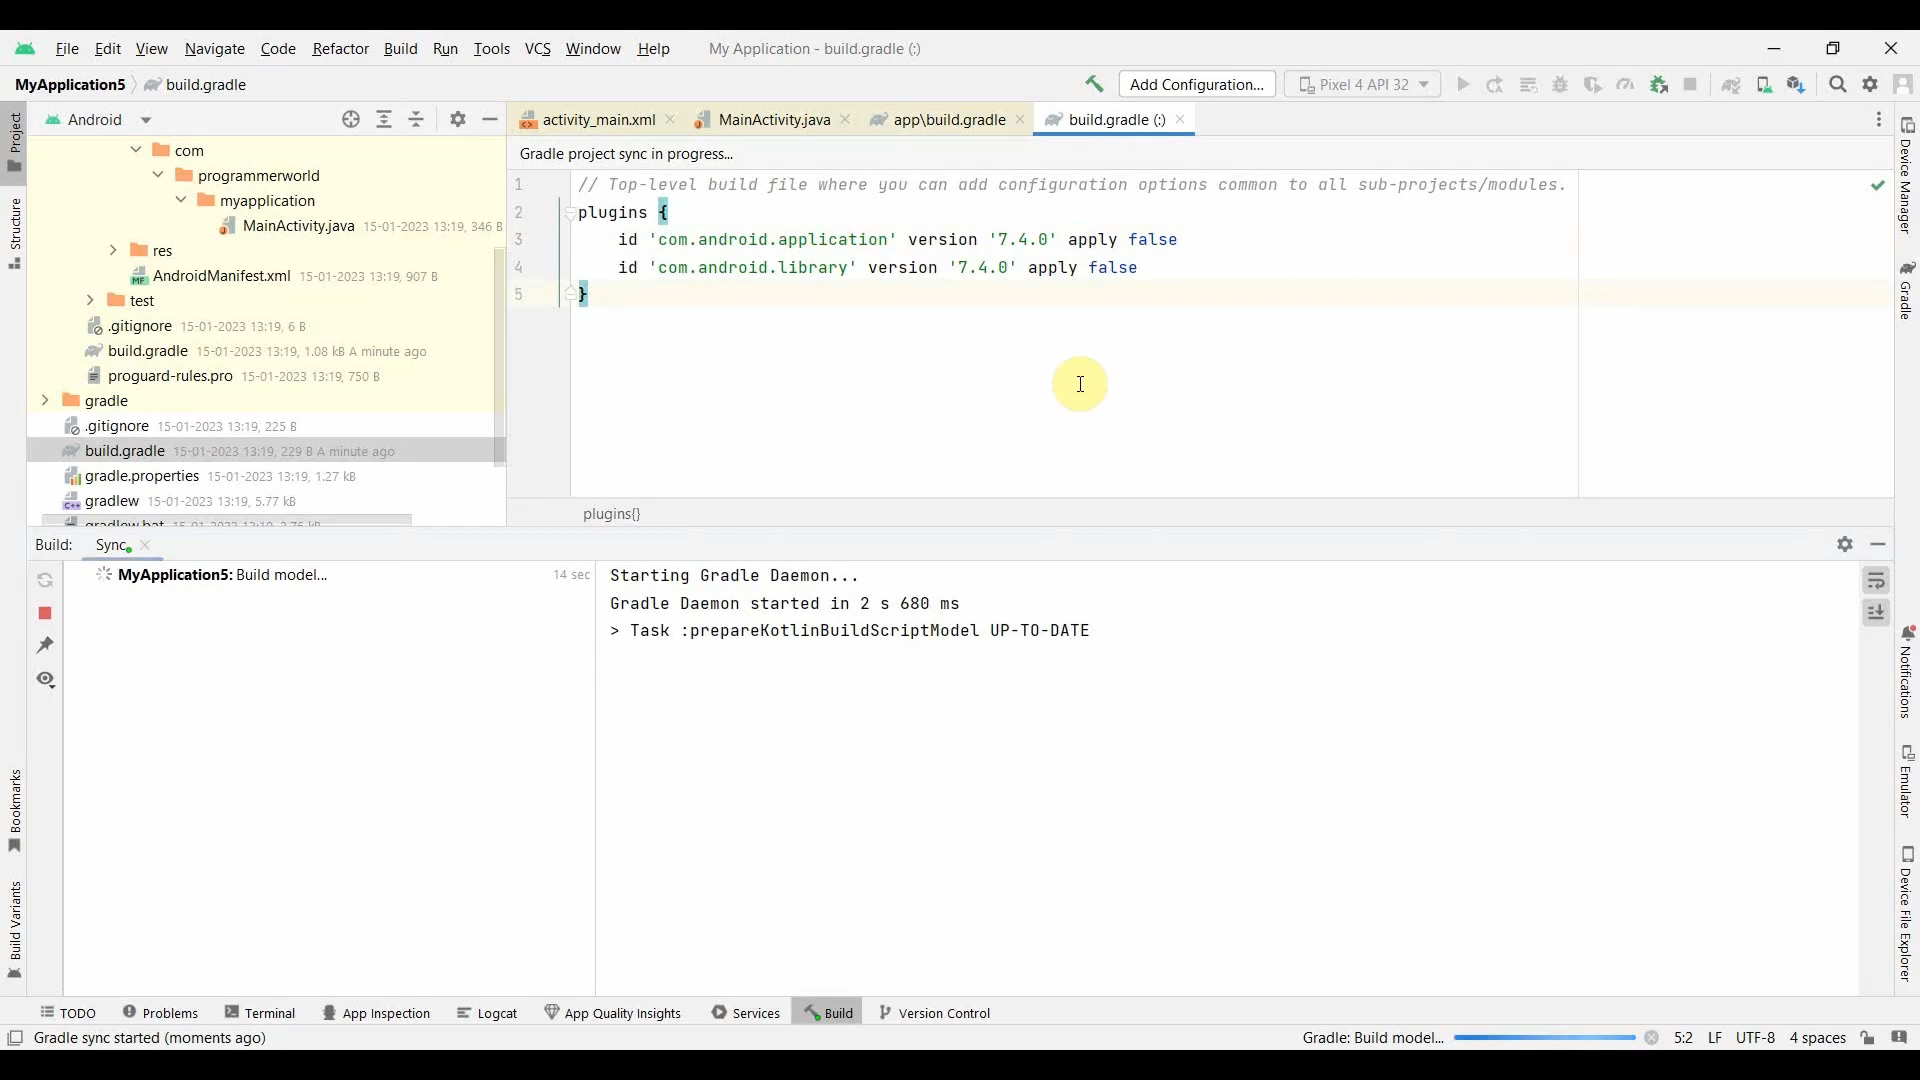 File Edit View Navigate Code Refactor Build Run Tools VCS Window Help My Application - build.gradle (:)
MyApplication5 build.gradle Add Configuration... Pixel 4 API 32
Project
Android
activity_main.xml MainActivity.java app\build.gradle build.gradle (:)
com
programmerworld
myapplication
MainActivity.java 15-01-2023 13:19, 346 B
res
AndroidManifest.xml 15-01-2023 13:19, 907 B
test
.gitignore 15-01-2023 13:19, 6 B
build.gradle 15-01-2023 13:19, 1.08 kB A minute ago
proguard-rules.pro 15-01-2023 13:19, 750 B
gradle
.gitignore 15-01-2023 13:19, 225 B
build.gradle 15-01-2023 13:19, 229 B A minute ago
gradle.properties 15-01-2023 13:19, 1.27 kB
gradlew 15-01-2023 13:19, 5.77 kB
gradlew.bat 15-01-2023 13:19, 2.76 kB
Gradle project sync in progress...
1 // Top-level build file where you can add configuration options common to all sub-projects/modules.
2 plugins {
3 id 'com.android.application' version '7.4.0' apply false
4 id 'com.android.library' version '7.4.0' apply false
5 }
plugins{}
Structure
Bookmarks
Build Variants
Device Manager
Gradle
Notifications
Emulator
Device File Explorer
Build: Sync
MyApplication5: Build model... 14 sec
Starting Gradle Daemon...
Gradle Daemon started in 2 s 680 ms
> Task :prepareKotlinBuildScriptModel UP-TO-DATE
TODO Problems Terminal App Inspection Logcat App Quality Insights Services Build Version Control
Gradle sync started (moments ago) Gradle: Build model... 5:2 LF UTF-8 4 spaces